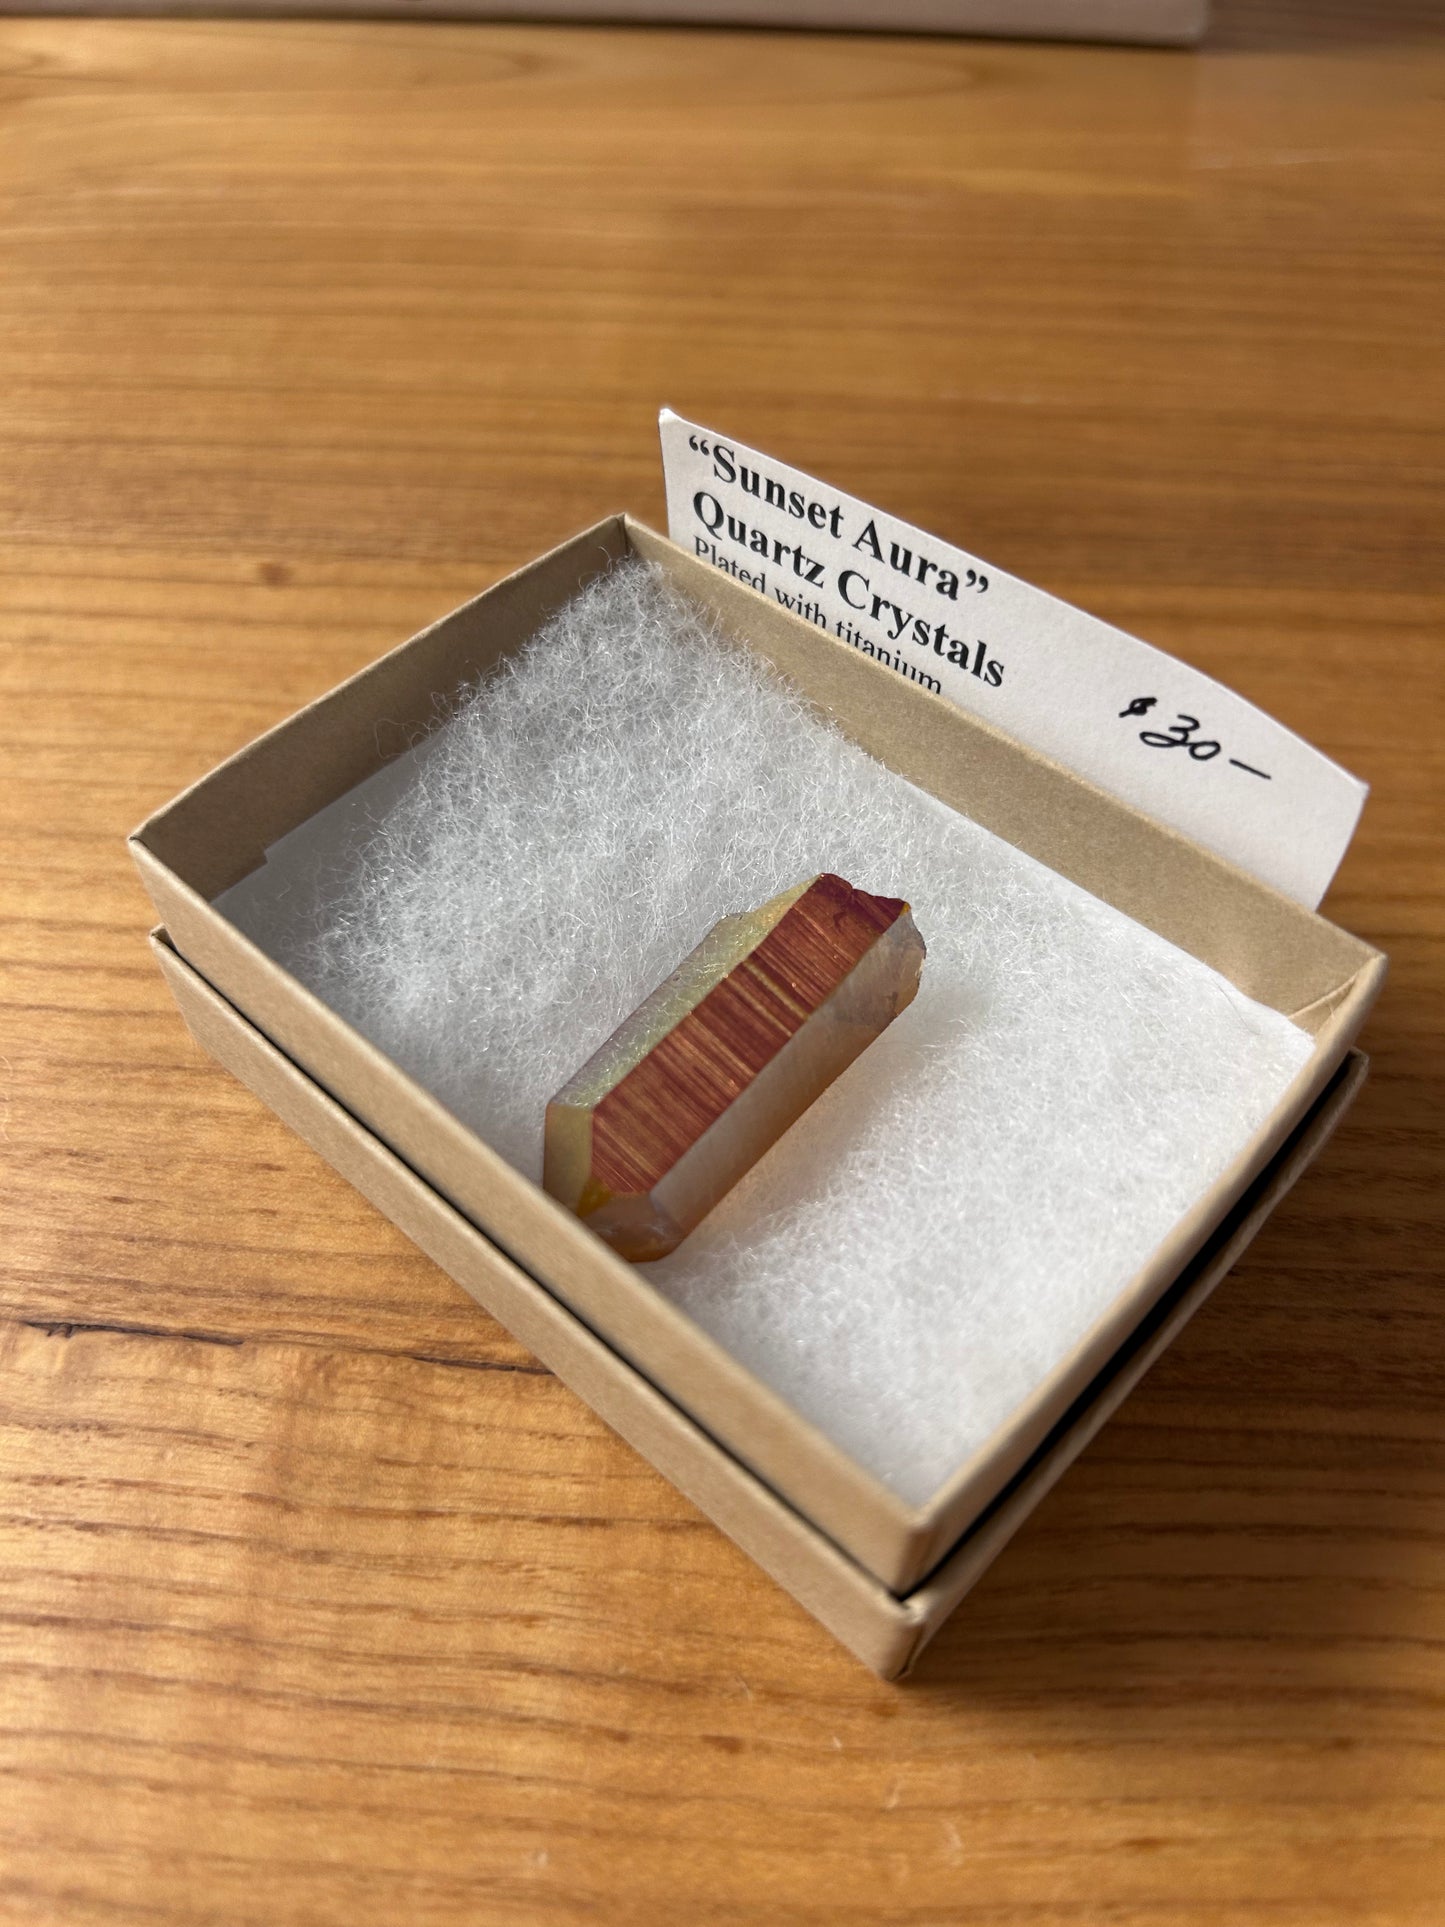 “Sunset Aura”
Quartz Crystals
Plated with titanium
$30—